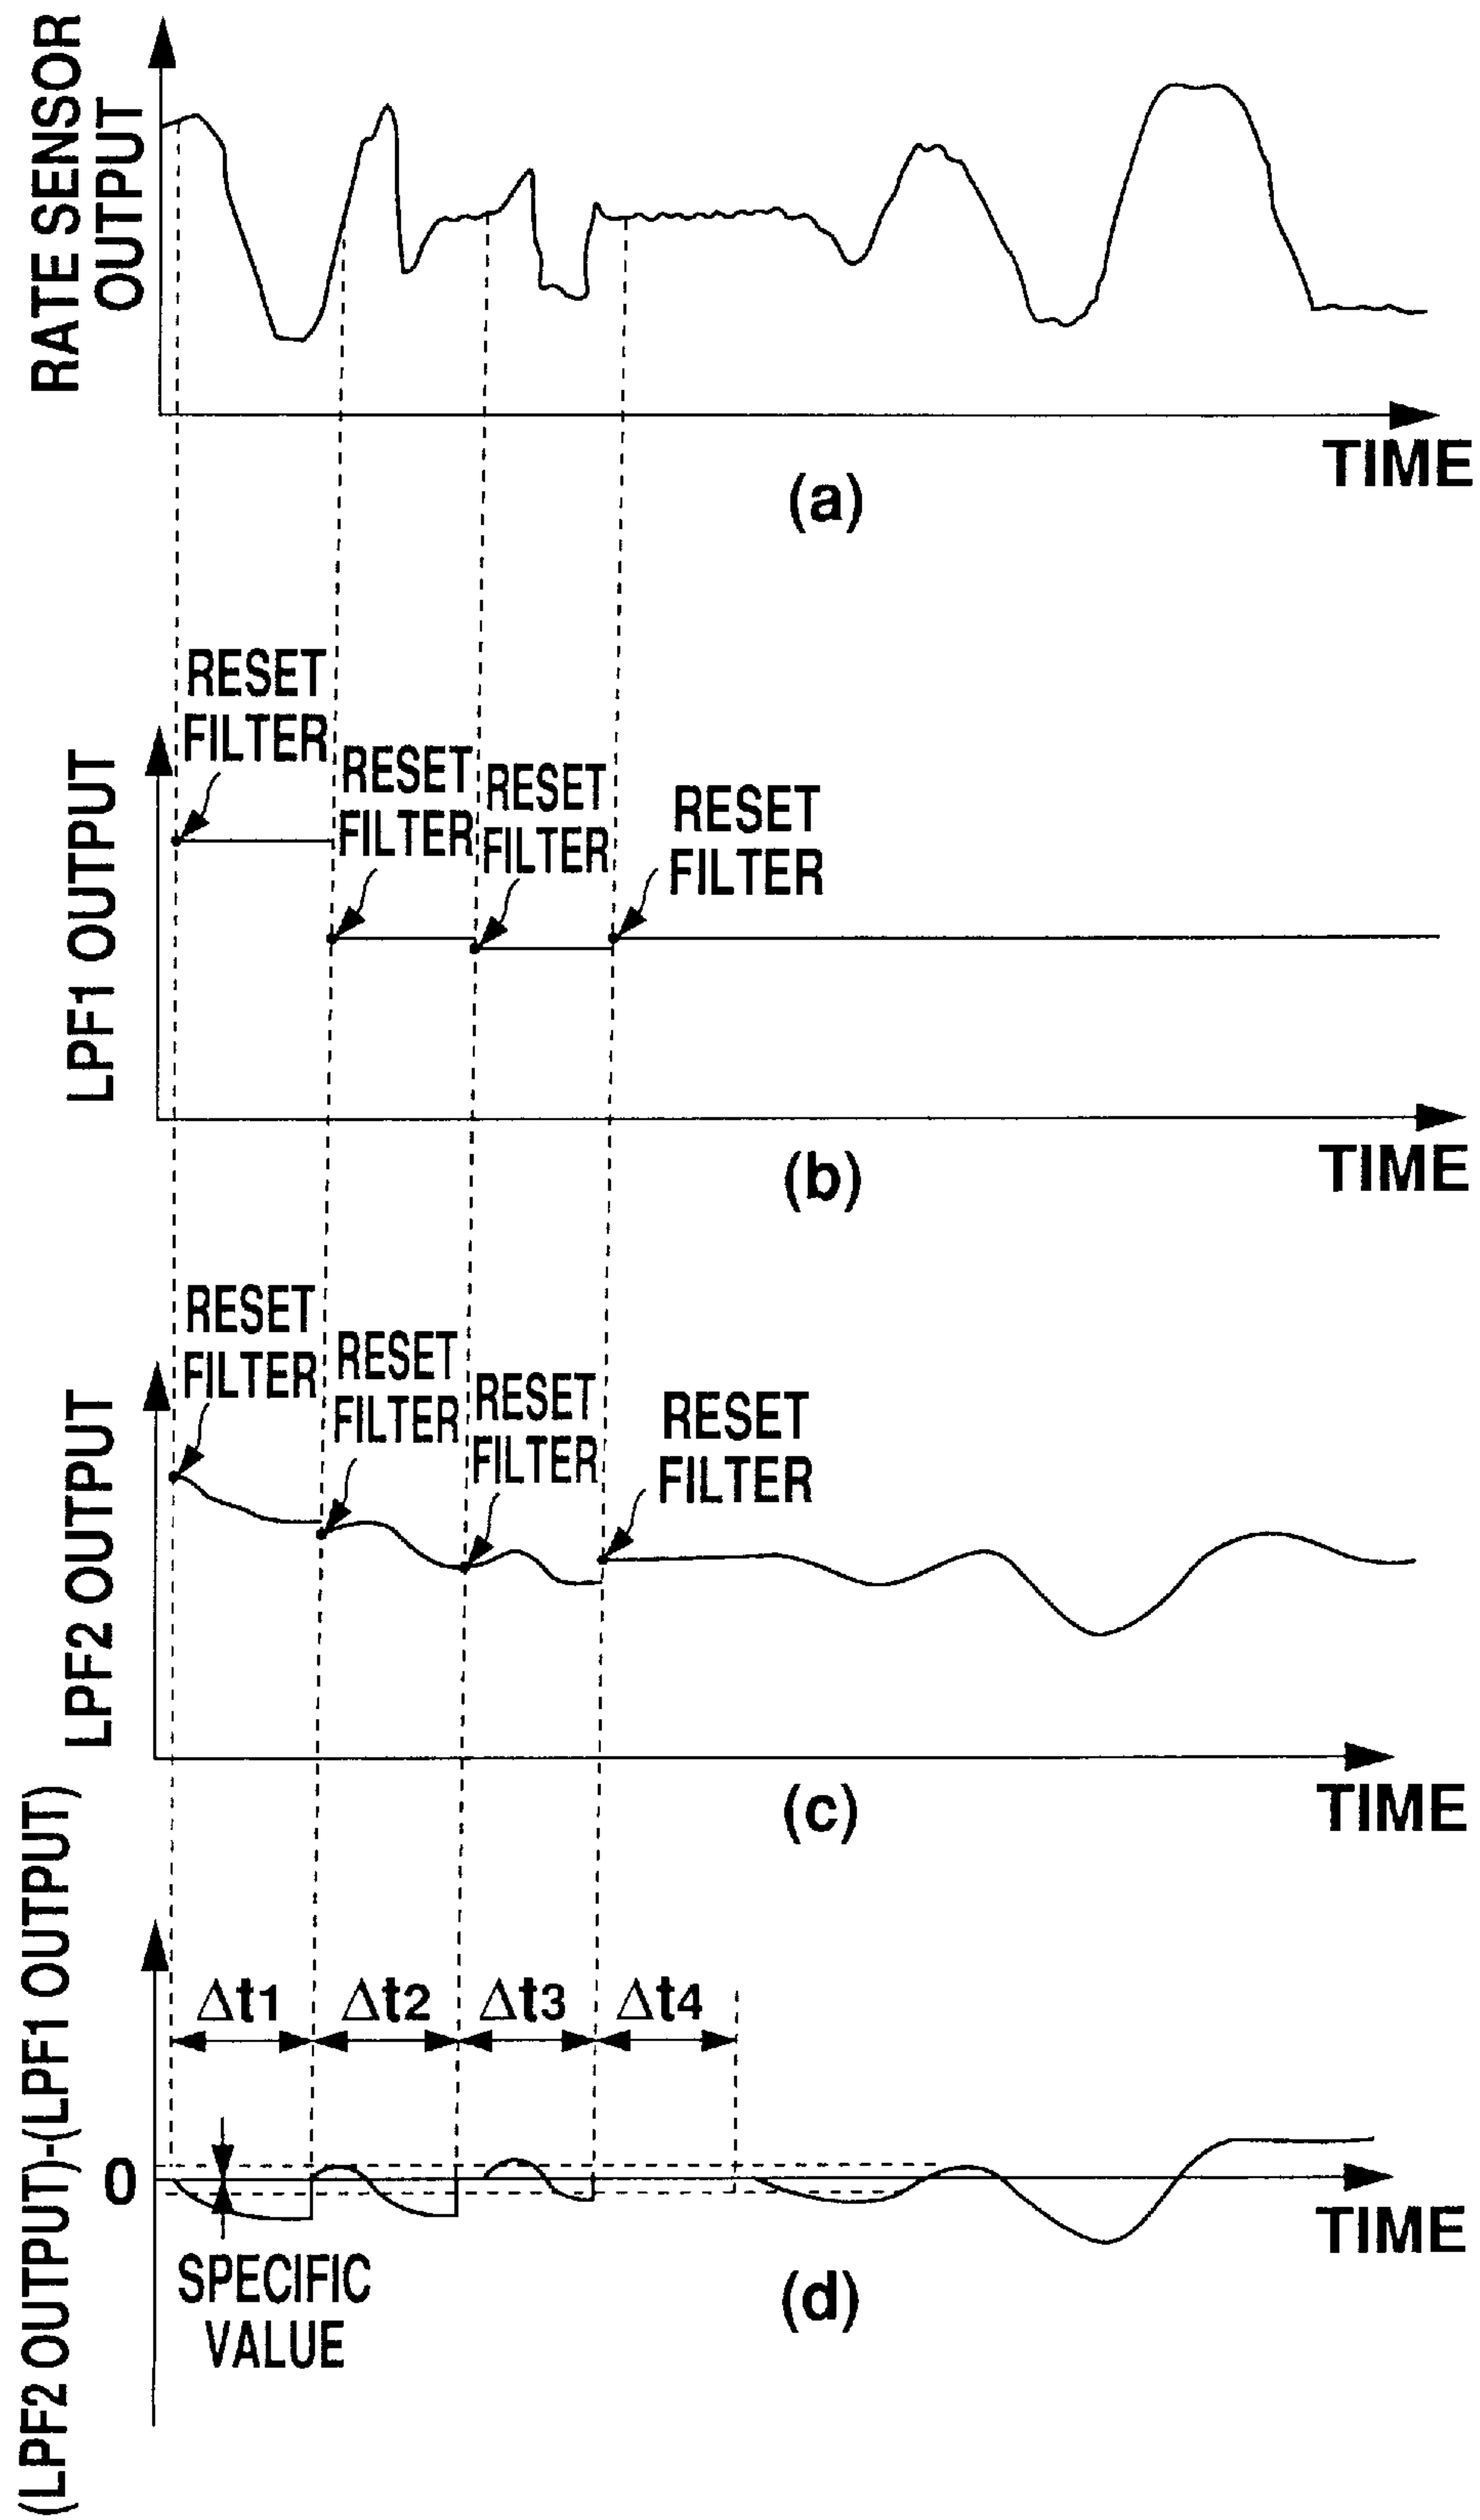 RATE SENSOR
OUTPUT
TIME
(a)
RESET
FILTER
RESET
FILTER
RESET
FILTER
RESET
FILTER
LPF1 OUTPUT
TIME
(b)
RESET
FILTER
RESET
FILTER
RESET
FILTER
RESET
FILTER
LPF2 OUTPUT
TIME
(c)
(LPF2 OUTPUT)-(LPF1 OUTPUT)
Δt1
Δt2
Δt3
Δt4
0
TIME
SPECIFIC
VALUE
(d)